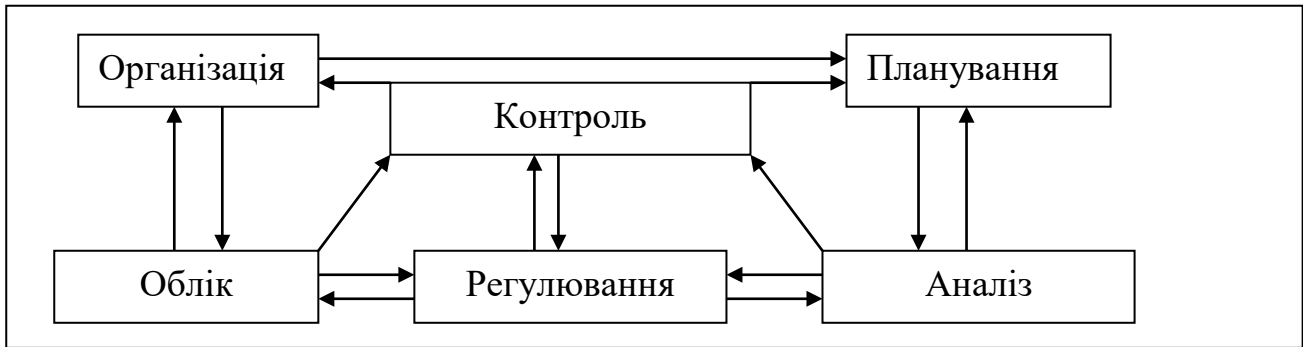 Організація
Планування
Контроль
Облік
Регулювання
Аналіз